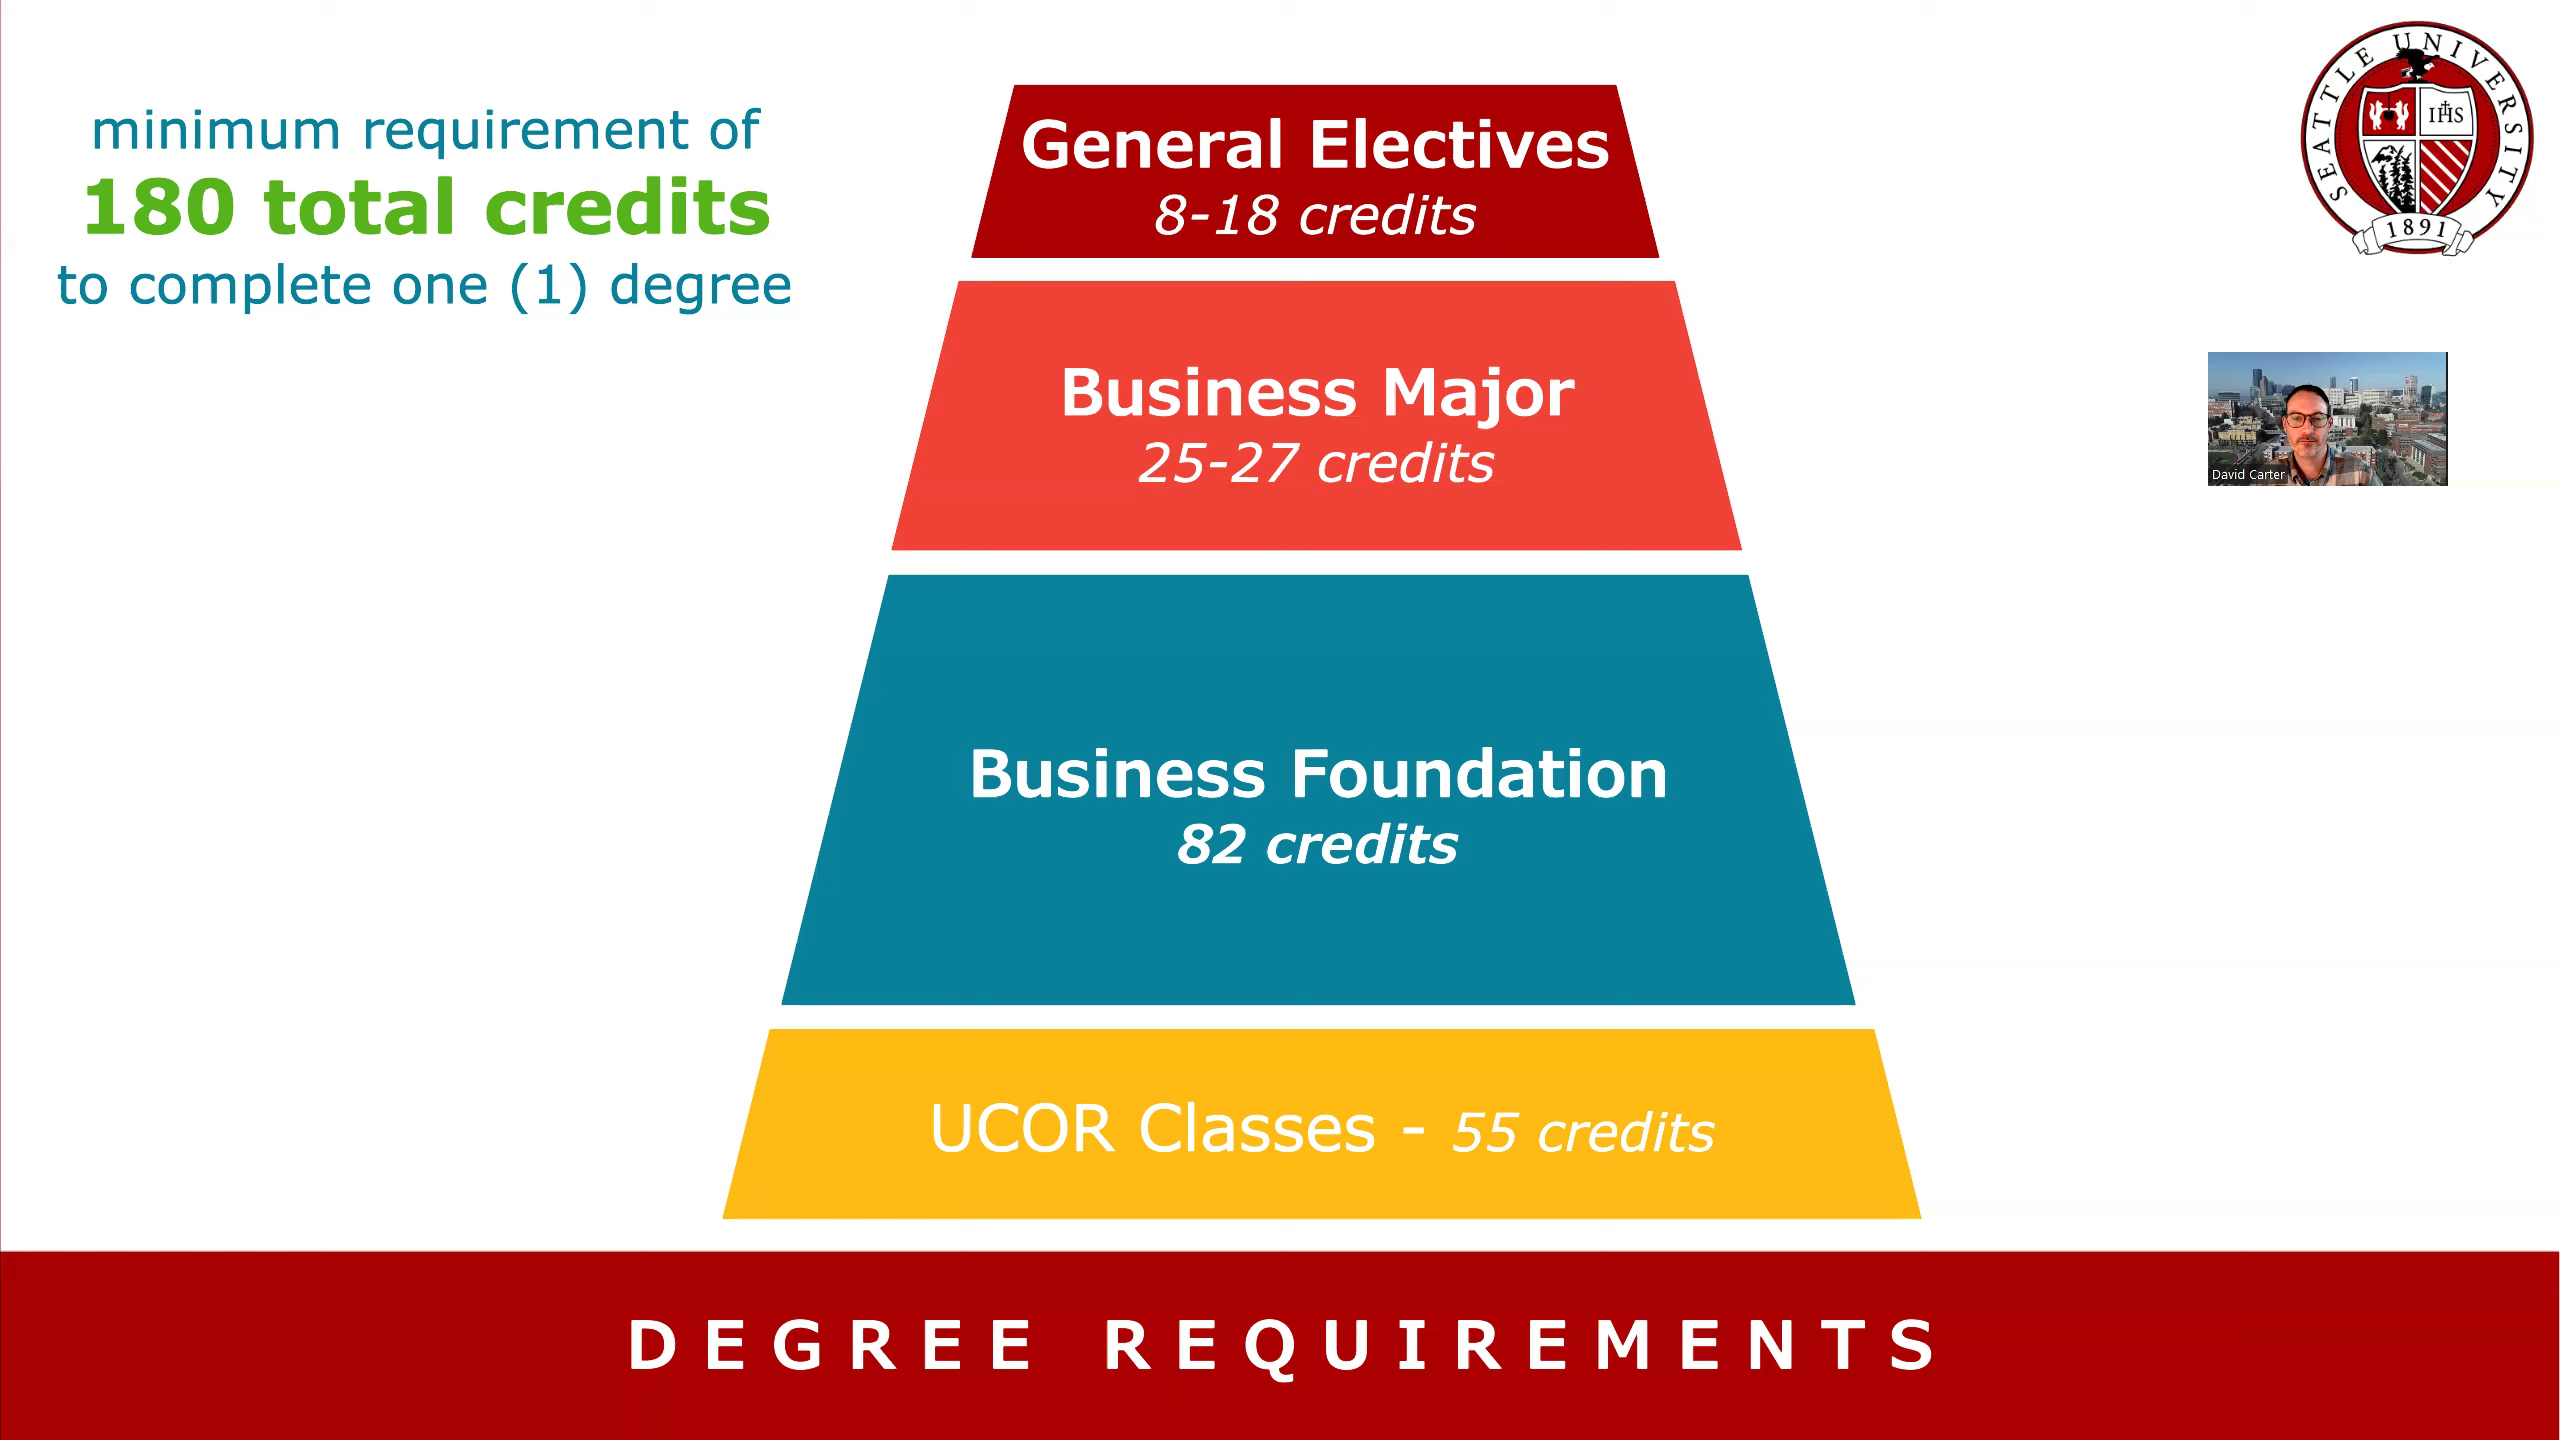 minimum requirement of
180 total credits
to complete one (1) degree
General Electives
8-18 credits
Business Major
25-27 credits
Business Foundation
82 credits
UCOR Classes - 55 credits
SEATTLE UNIVERSITY
IHS
1891
David Carter
DEGREE REQUIREMENTS